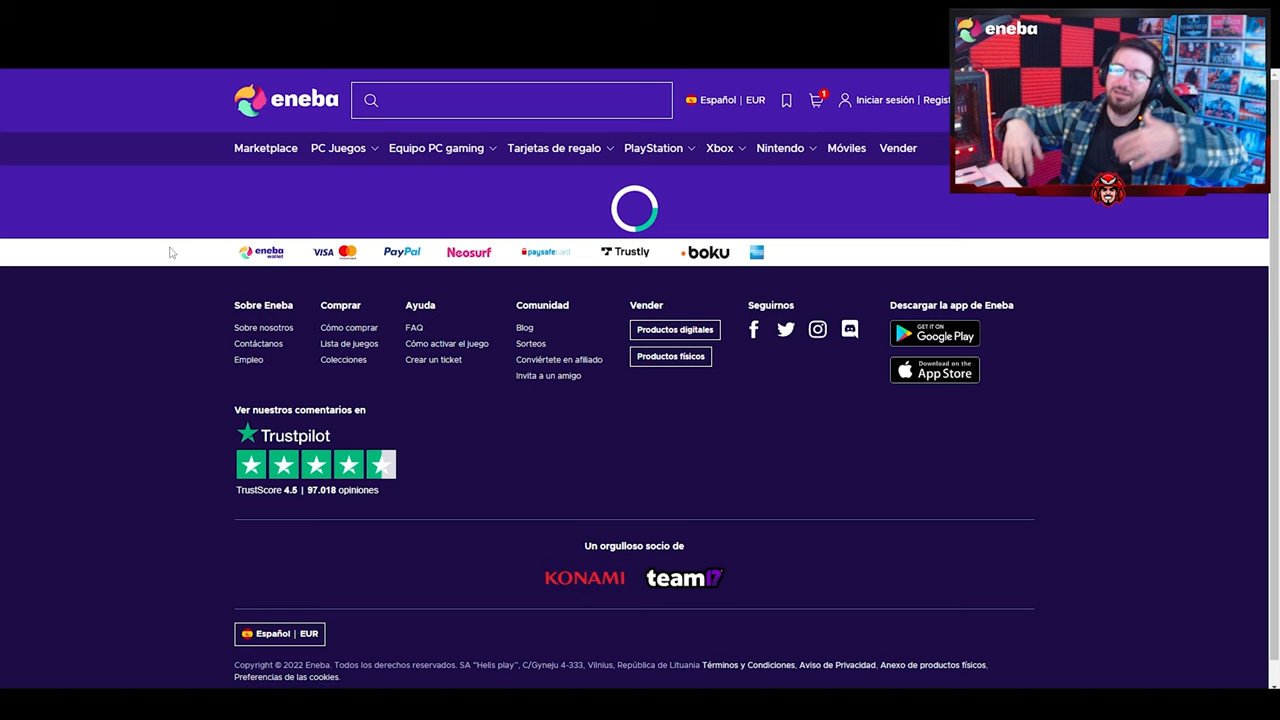 eneba
eneba
Español | EUR
1
Iniciar sesión | Regist
Marketplace
PC Juegos
Equipo PC gaming
Tarjetas de regalo
PlayStation
Xbox
Nintendo
Móviles
Vender
eneba
wallet
VISA
PayPal
Neosurf
paysafecard
Trustly
boku
Sobre Eneba
Sobre nosotros
Contáctanos
Empleo
Comprar
Cómo comprar
Lista de juegos
Colecciones
Ayuda
FAQ
Cómo activar el juego
Crear un ticket
Comunidad
Blog
Sorteos
Conviértete en afiliado
Invita a un amigo
Vender
Productos digitales
Productos físicos
Seguirnos
Descargar la app de Eneba
GET IT ON
Google Play
Download on the
App Store
Ver nuestros comentarios en
Trustpilot
TrustScore 4.5 | 97.018 opiniones
Un orgulloso socio de
KONAMI
team17
Español | EUR
Copyright © 2022 Eneba. Todos los derechos reservados. SA "Helis play", C/Gyneju 4-333, Vilnius, República de Lituania Términos y Condiciones, Aviso de Privacidad, Anexo de productos físicos,
Preferencias de las cookies.